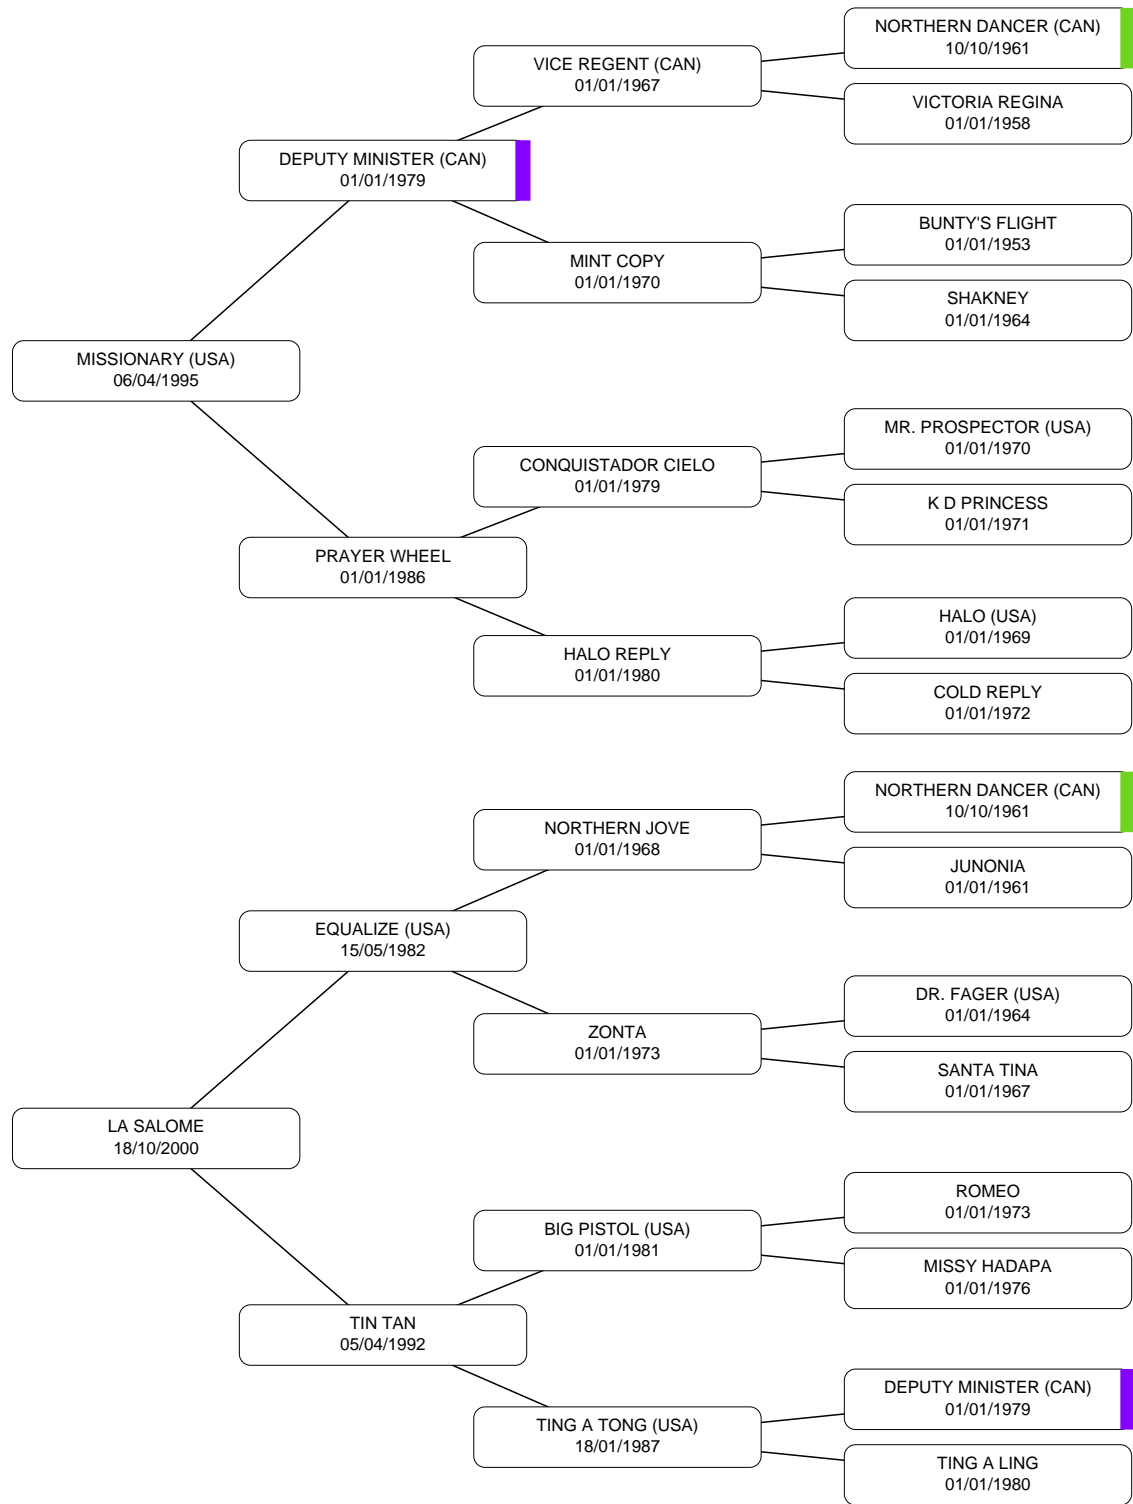 NORTHERN DANCER (CAN)
10/10/1961
VICE REGENT (CAN)
01/01/1967
VICTORIA REGINA
01/01/1958
DEPUTY MINISTER (CAN)
01/01/1979
BUNTY'S FLIGHT
01/01/1953
MINT COPY
01/01/1970
SHAKNEY
01/01/1964
MISSIONARY (USA)
06/04/1995
MR. PROSPECTOR (USA)
01/01/1970
CONQUISTADOR CIELO
01/01/1979
K D PRINCESS
01/01/1971
PRAYER WHEEL
01/01/1986
HALO (USA)
01/01/1969
HALO REPLY
01/01/1980
COLD REPLY
01/01/1972
NORTHERN DANCER (CAN)
10/10/1961
NORTHERN JOVE
01/01/1968
JUNONIA
01/01/1961
EQUALIZE (USA)
15/05/1982
DR. FAGER (USA)
01/01/1964
ZONTA
01/01/1973
SANTA TINA
01/01/1967
LA SALOME
18/10/2000
ROMEO
01/01/1973
BIG PISTOL (USA)
01/01/1981
MISSY HADAPA
01/01/1976
TIN TAN
05/04/1992
DEPUTY MINISTER (CAN)
01/01/1979
TING A TONG (USA)
18/01/1987
TING A LING
01/01/1980